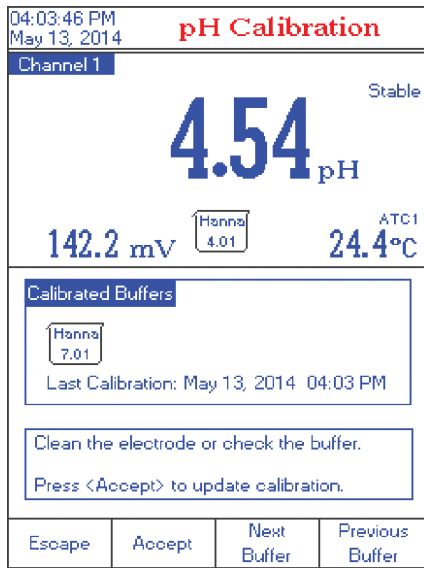 04:03:46 PM
May 13, 2014
pH Calibration
Channel 1
Stable
4.54 pH
142.2 mV
Hanna
4.01
ATC1
24.4°C
Calibrated Buffers
Hanna
7.01
Last Calibration: May 13, 2014 04:03 PM
Clean the electrode or check the buffer.
Press <Accept> to update calibration.
Escape
Accept
Next
Buffer
Previous
Buffer